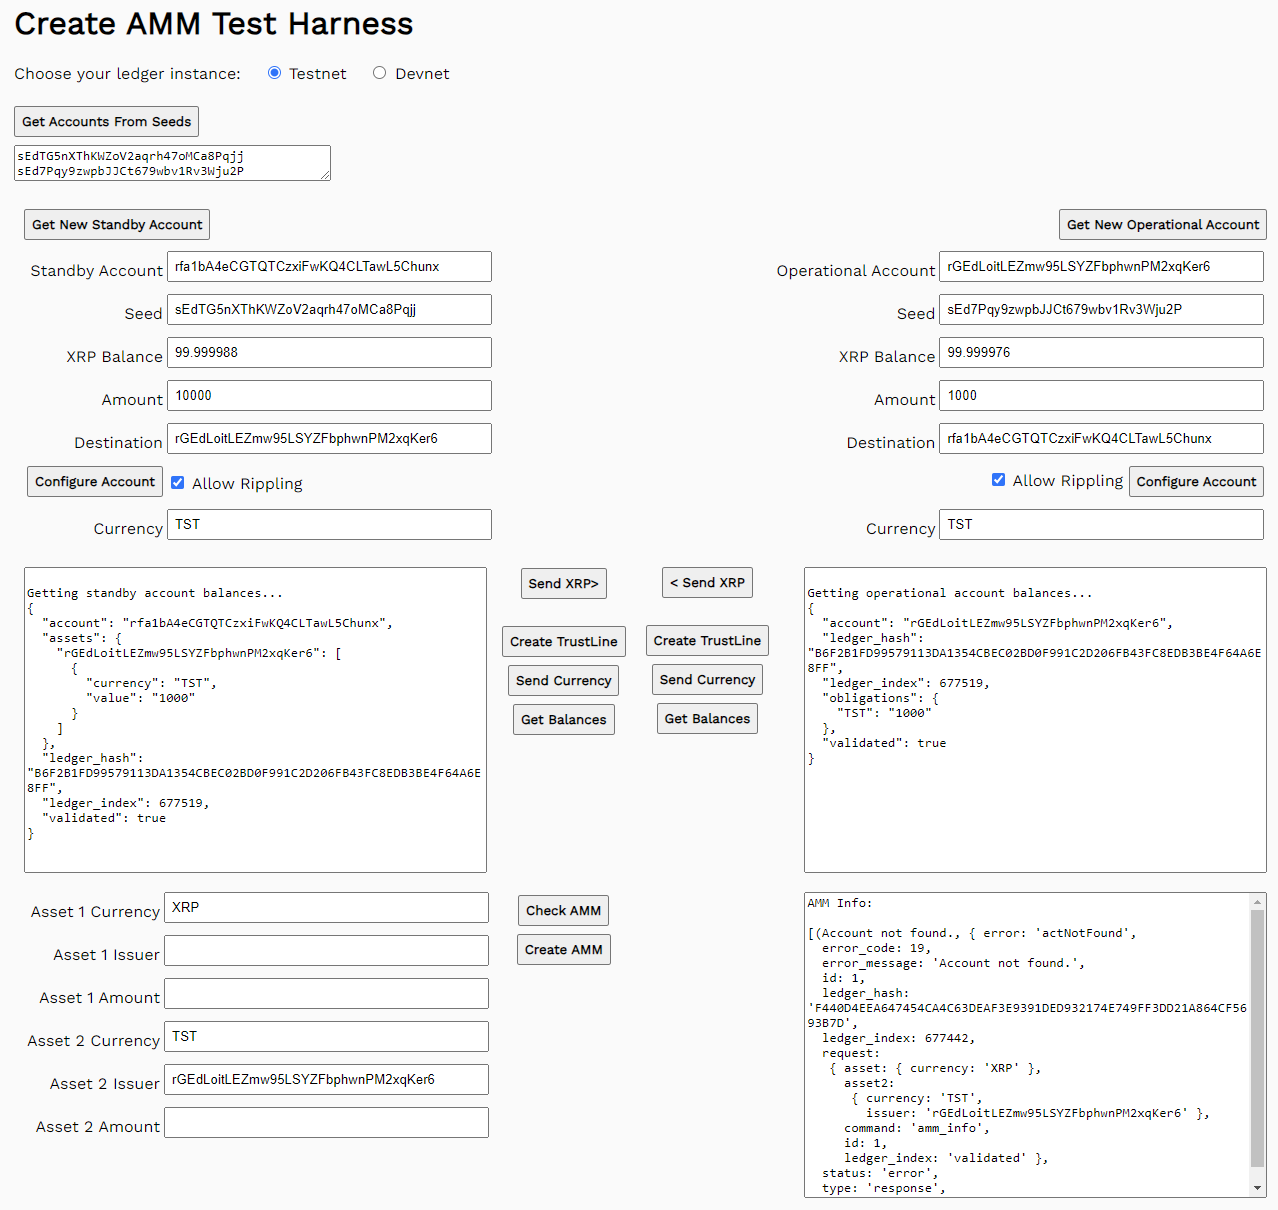 Create AMM Test Harness
Choose your ledger instance: Testnet Devnet
Get Accounts From Seeds
sEdTG5nXThKWZoV2aqrh47oMCa8Pqjj
sEd7Pqy9zwpbJJCt679wbv1Rv3Wju2P
Get New Standby Account
Get New Operational Account
Standby Account rfa1bA4eCGTQTCzxiFwKQ4CLTawL5Chunx
Operational Account rGEdLoitLEZmw95LSYZFbphwnPM2xqKer6
Seed sEdTG5nXThKWZoV2aqrh47oMCa8Pqjj
Seed sEd7Pqy9zwpbJJCt679wbv1Rv3Wju2P
XRP Balance 99.999988
XRP Balance 99.999976
Amount 10000
Amount 1000
Destination rGEdLoitLEZmw95LSYZFbphwnPM2xqKer6
Destination rfa1bA4eCGTQTCzxiFwKQ4CLTawL5Chunx
Configure Account Allow Rippling
Allow Rippling Configure Account
Currency TST
Currency TST
Getting standby account balances...
{
"account": "rfa1bA4eCGTQTCzxiFwKQ4CLTawL5Chunx",
"assets": {
"rGEdLoitLEZmw95LSYZFbphwnPM2xqKer6": [
{
"currency": "TST",
"value": "1000"
}
]
},
"ledger_hash":
"B6F2B1FD99579113DA1354CBEC02BD0F991C2D206FB43FC8EDB3BE4F64A6E
8FF",
"ledger_index": 677519,
"validated": true
}
Send XRP>
< Send XRP
Create TrustLine
Create TrustLine
Send Currency
Send Currency
Get Balances
Get Balances
Getting operational account balances...
{
"account": "rGEdLoitLEZmw95LSYZFbphwnPM2xqKer6",
"ledger_hash":
"B6F2B1FD99579113DA1354CBEC02BD0F991C2D206FB43FC8EDB3BE4F64A6E
8FF",
"ledger_index": 677519,
"obligations": {
"TST": "1000"
},
"validated": true
}
Asset 1 Currency XRP
Asset 1 Issuer
Asset 1 Amount
Asset 2 Currency TST
Asset 2 Issuer rGEdLoitLEZmw95LSYZFbphwnPM2xqKer6
Asset 2 Amount
Check AMM
Create AMM
AMM Info:
[(Account not found., { error: 'actNotFound',
error_code: 19,
error_message: 'Account not found.',
id: 1,
ledger_hash:
'F440D4EEA647454CA4C63DEAF3E9391DED932174E749FF3DD21A864CF56
93B7D',
ledger_index: 677442,
request:
{ asset: { currency: 'XRP' },
asset2:
{ currency: 'TST',
issuer: 'rGEdLoitLEZmw95LSYZFbphwnPM2xqKer6' },
command: 'amm_info',
id: 1,
ledger_index: 'validated' },
status: 'error',
type: 'response',